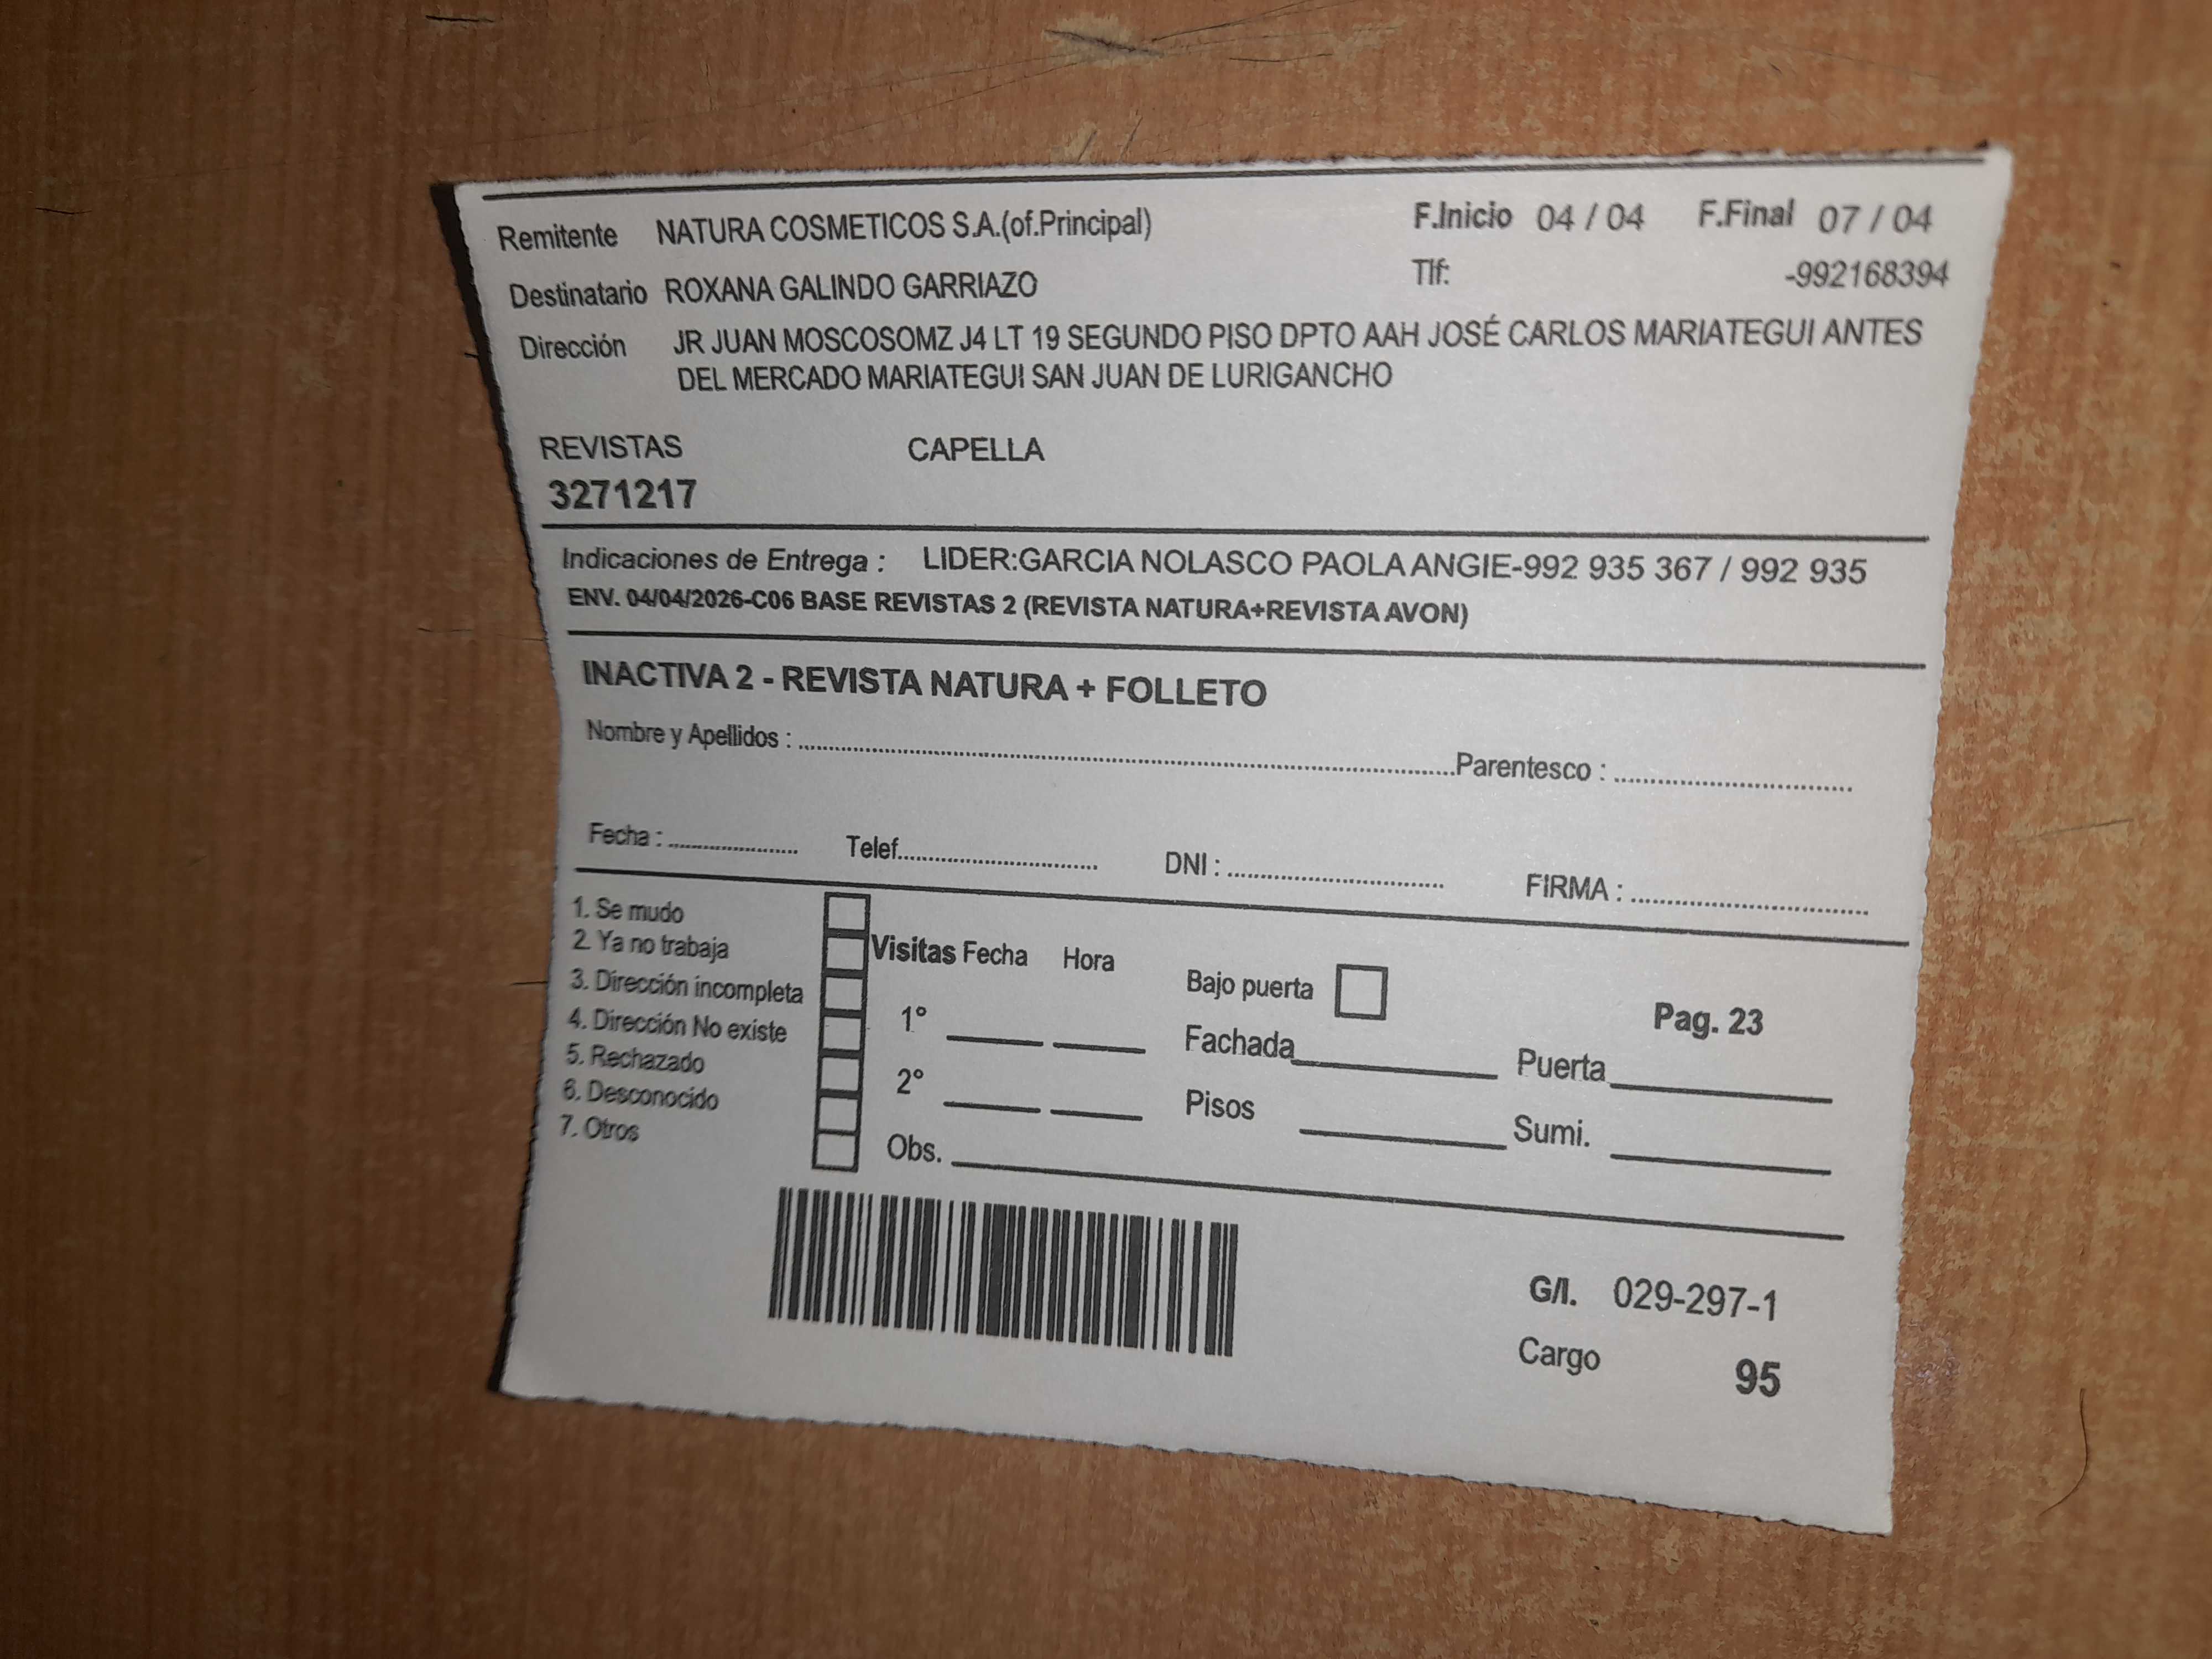 Remitente NATURA COSMETICOS S.A.(of.Principal) F.Inicio 04 / 04 F.Final 07 / 04
Destinatario ROXANA GALINDO GARRIAZO Tlf: -992168394
Dirección JR JUAN MOSCOSOMZ J4 LT 19 SEGUNDO PISO DPTO AAH JOSÉ CARLOS MARIATEGUI ANTES
DEL MERCADO MARIATEGUI SAN JUAN DE LURIGANCHO
REVISTAS CAPELLA
3271217
Indicaciones de Entrega : LIDER:GARCIA NOLASCO PAOLA ANGIE-992 935 367 / 992 935
ENV. 04/04/2026-C06 BASE REVISTAS 2 (REVISTA NATURA+REVISTA AVON)
INACTIVA 2 - REVISTA NATURA + FOLLETO
Nombre y Apellidos : Parentesco :
Fecha : Telef. DNI : FIRMA :
1. Se mudo
2. Ya no trabaja
3. Dirección incompleta
4. Dirección No existe
5. Rechazado
6. Desconocido
7. Otros
Visitas Fecha Hora
1°
2°
Obs.
Bajo puerta
Pag. 23
Fachada Puerta
Pisos Sumi.
G/I. 029-297-1
Cargo 95